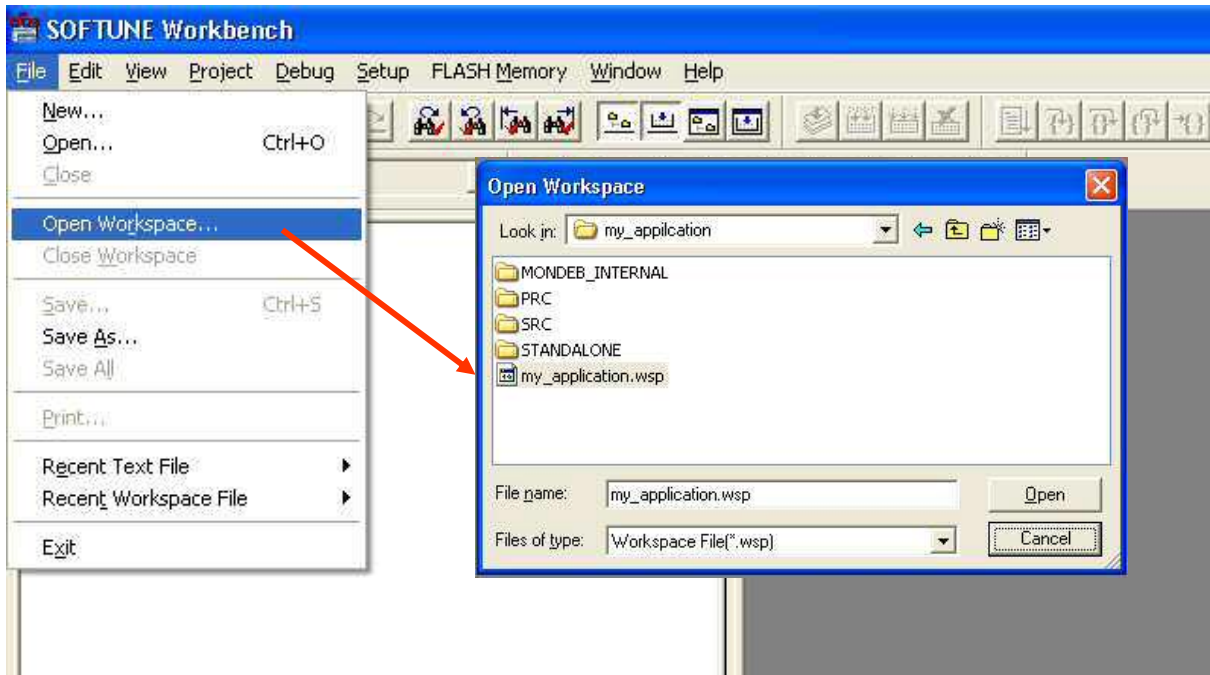 SOFTUNE Workbench
File Edit View Project Debug Setup FLASH Memory Window Help
New...
Open... Ctrl+O
Close
Open Workspace...
Close Workspace
Save... Ctrl+S
Save As...
Save All
Print...
Recent Text File
Recent Workspace File
Exit
Open Workspace
Look in: my_appilcation
MONDEB_INTERNAL
PRC
SRC
STANDALONE
my_application.wsp
File name: my_application.wsp Open
Files of type: Workspace File(*.wsp) Cancel